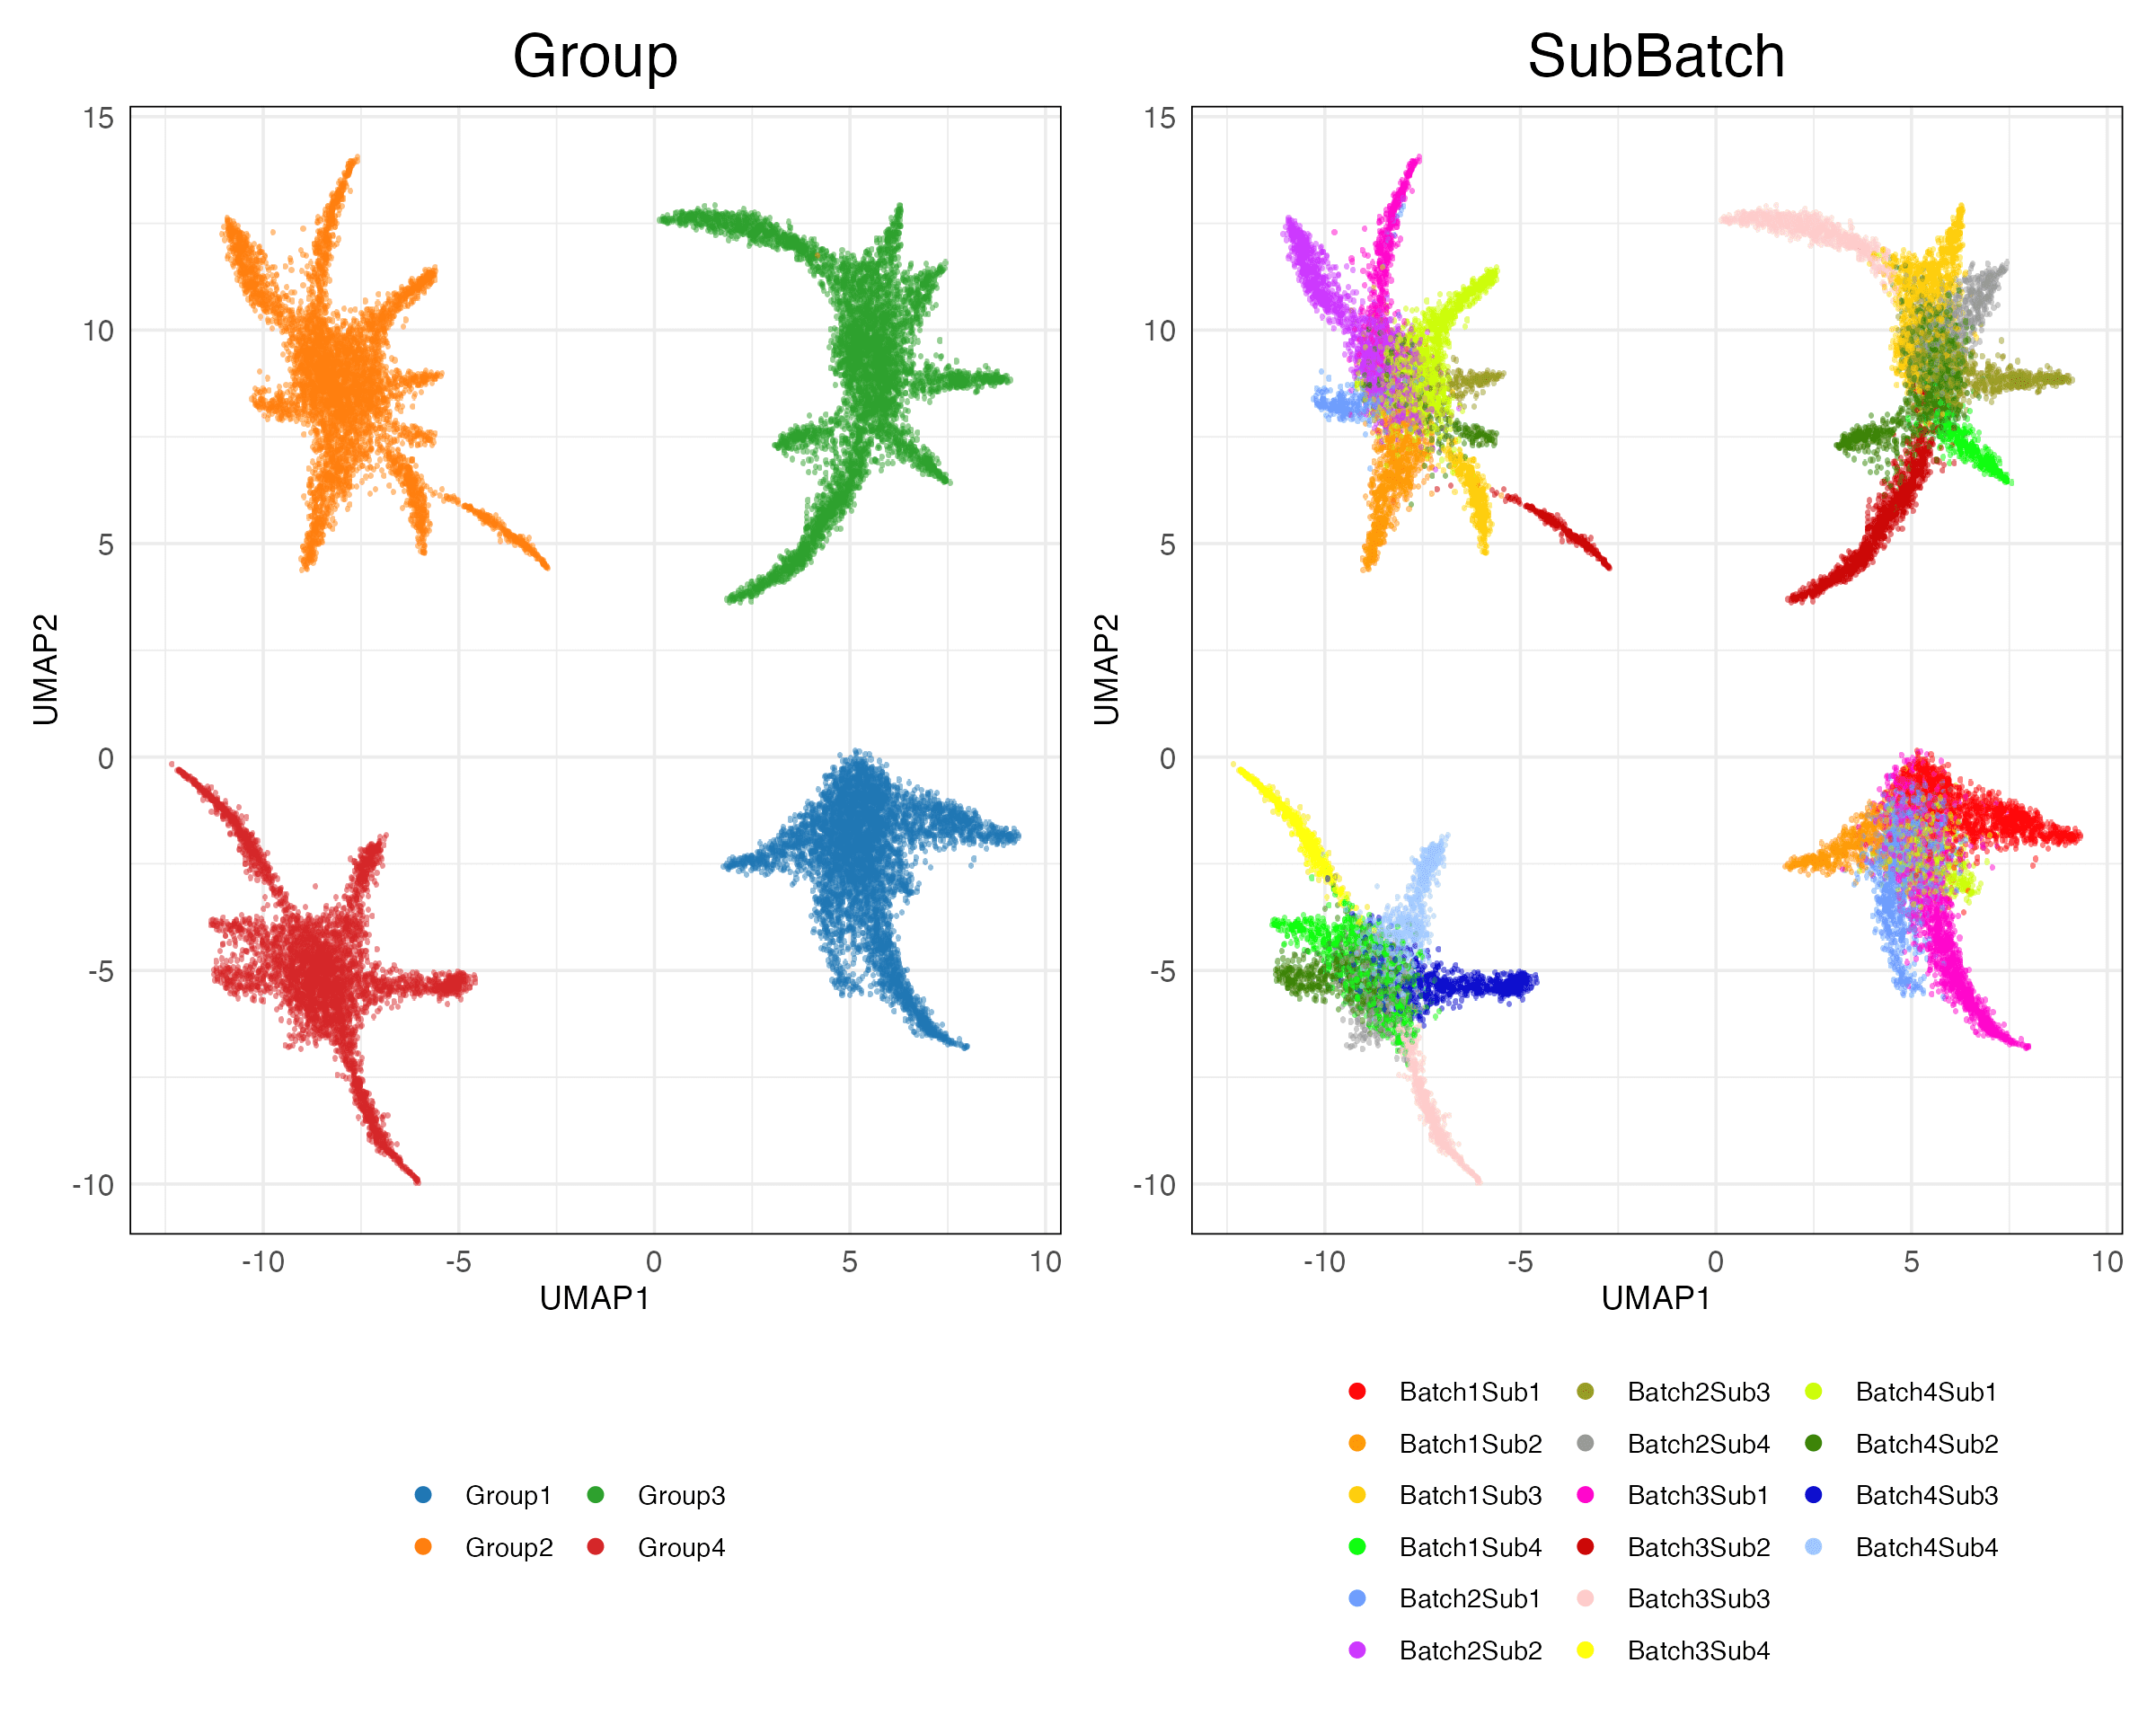 Group
SubBatch
15
10
5
0
-5
-10
UMAP2
-10
-5
0
5
10
UMAP1
15
10
5
0
-5
-10
UMAP2
-10
-5
0
5
10
UMAP1
Group1
Group3
Group2
Group4
Batch1Sub1
Batch2Sub3
Batch4Sub1
Batch1Sub2
Batch2Sub4
Batch4Sub2
Batch1Sub3
Batch3Sub1
Batch4Sub3
Batch1Sub4
Batch3Sub2
Batch4Sub4
Batch2Sub1
Batch3Sub3
Batch2Sub2
Batch3Sub4